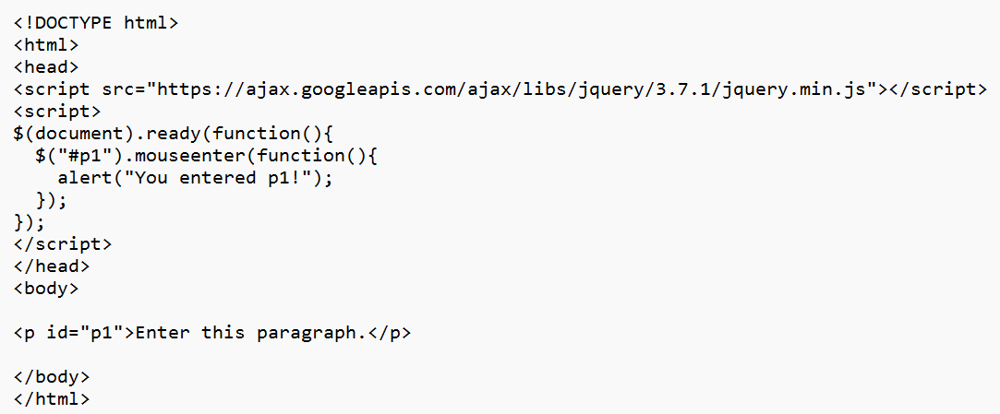 <!DOCTYPE html>
<html>
<head>
<script src="https://ajax.googleapis.com/ajax/libs/jquery/3.7.1/jquery.min.js"></script>
<script>
$(document).ready(function(){
  $("#p1").mouseenter(function(){
    alert("You entered p1!");
  });
});
</script>
</head>
<body>

<p id="p1">Enter this paragraph.</p>

</body>
</html>